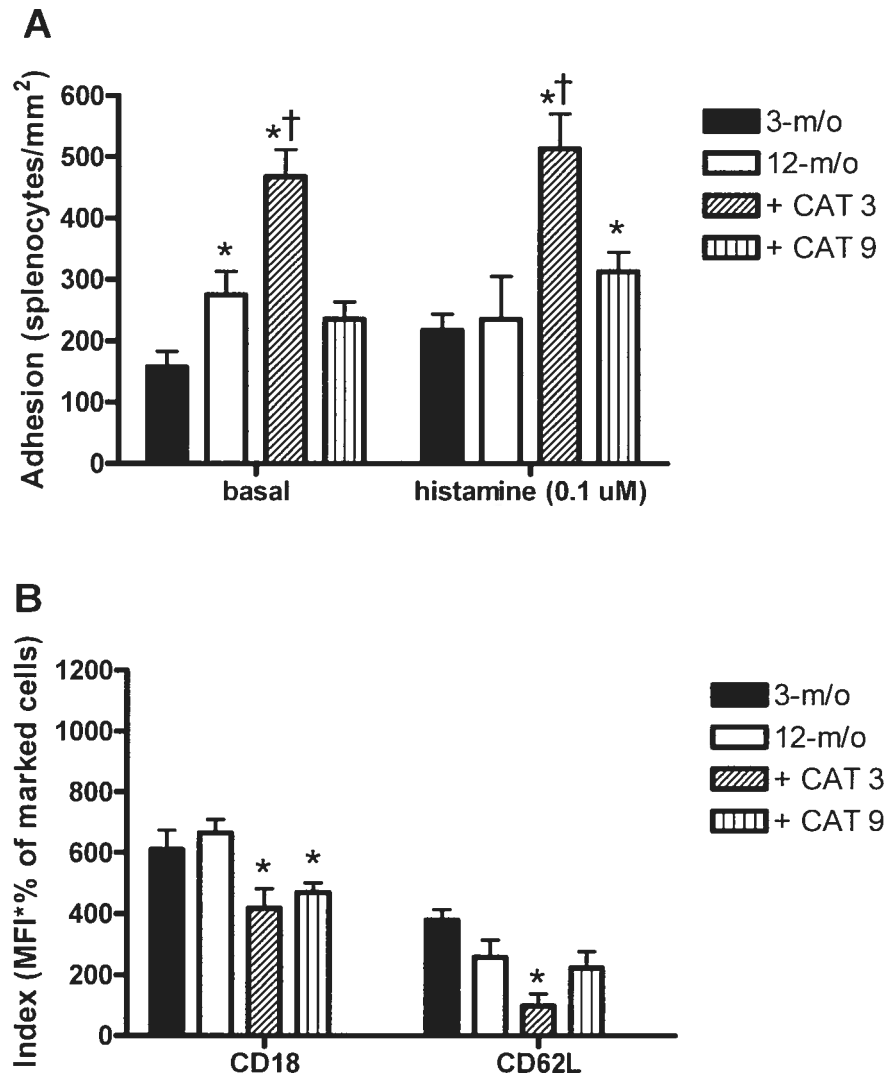 A
Adhesion (splenocytes/mm²)
600
500
400
300
200
100
0
*
*†
*†
*
basal
histamine (0.1 uM)
3-m/o
12-m/o
+ CAT 3
+ CAT 9
B
Index (MFI*% of marked cells)
1200
1000
800
600
400
200
0
*
*
*
CD18
CD62L
3-m/o
12-m/o
+ CAT 3
+ CAT 9